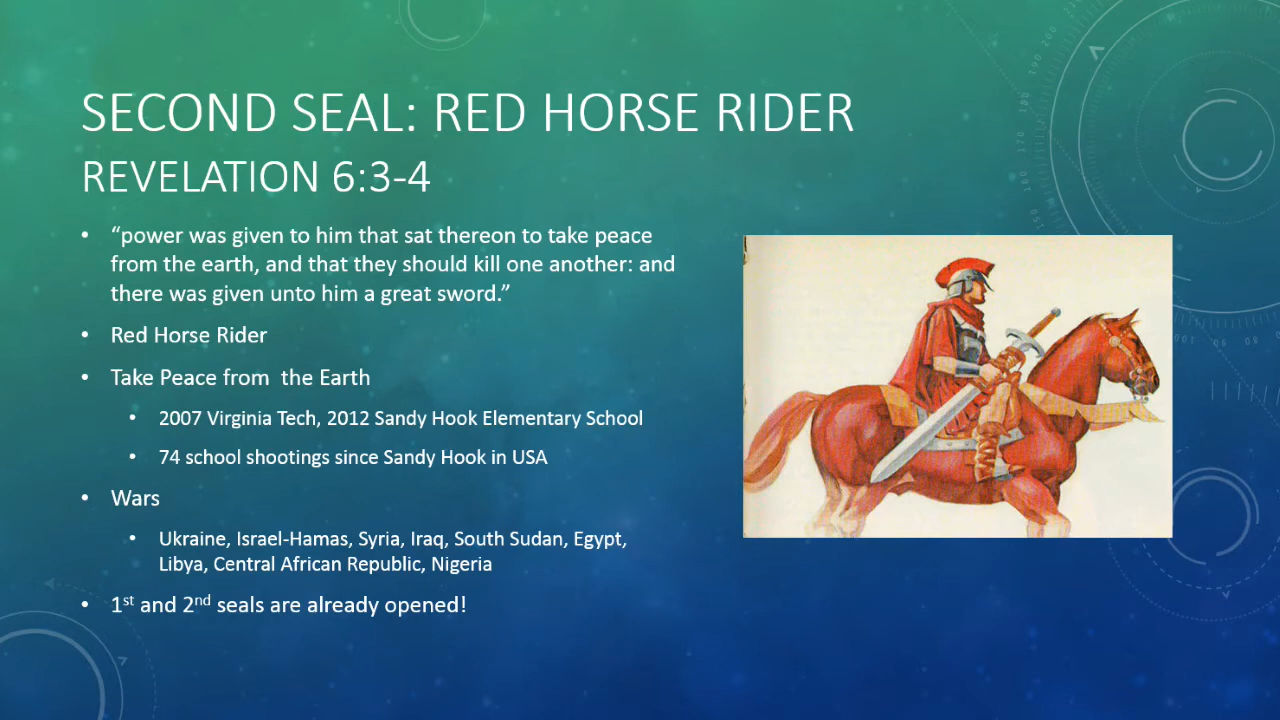 SECOND SEAL: RED HORSE RIDER
REVELATION 6:3-4
• “power was given to him that sat thereon to take peace
from the earth, and that they should kill one another: and
there was given unto him a great sword.”
• Red Horse Rider
• Take Peace from  the Earth
• 2007 Virginia Tech, 2012 Sandy Hook Elementary School
• 74 school shootings since Sandy Hook in USA
• Wars
• Ukraine, Israel-Hamas, Syria, Iraq, South Sudan, Egypt,
Libya, Central African Republic, Nigeria
• 1st and 2nd seals are already opened!